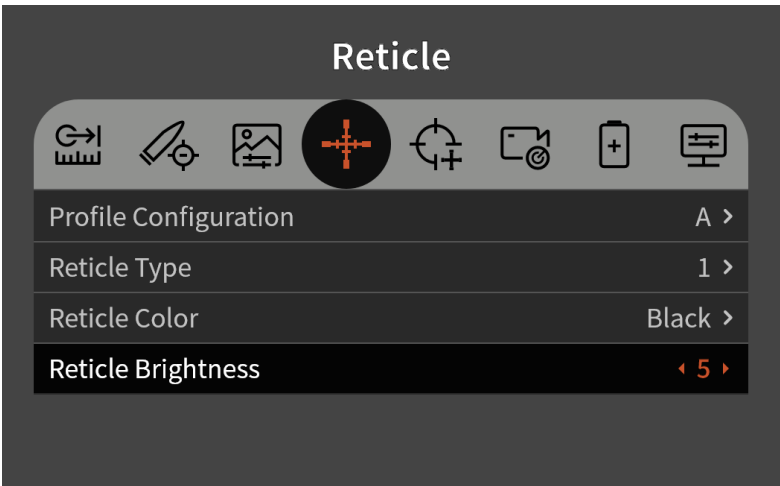 Reticle
Profile Configuration A >
Reticle Type 1 >
Reticle Color Black >
Reticle Brightness 5